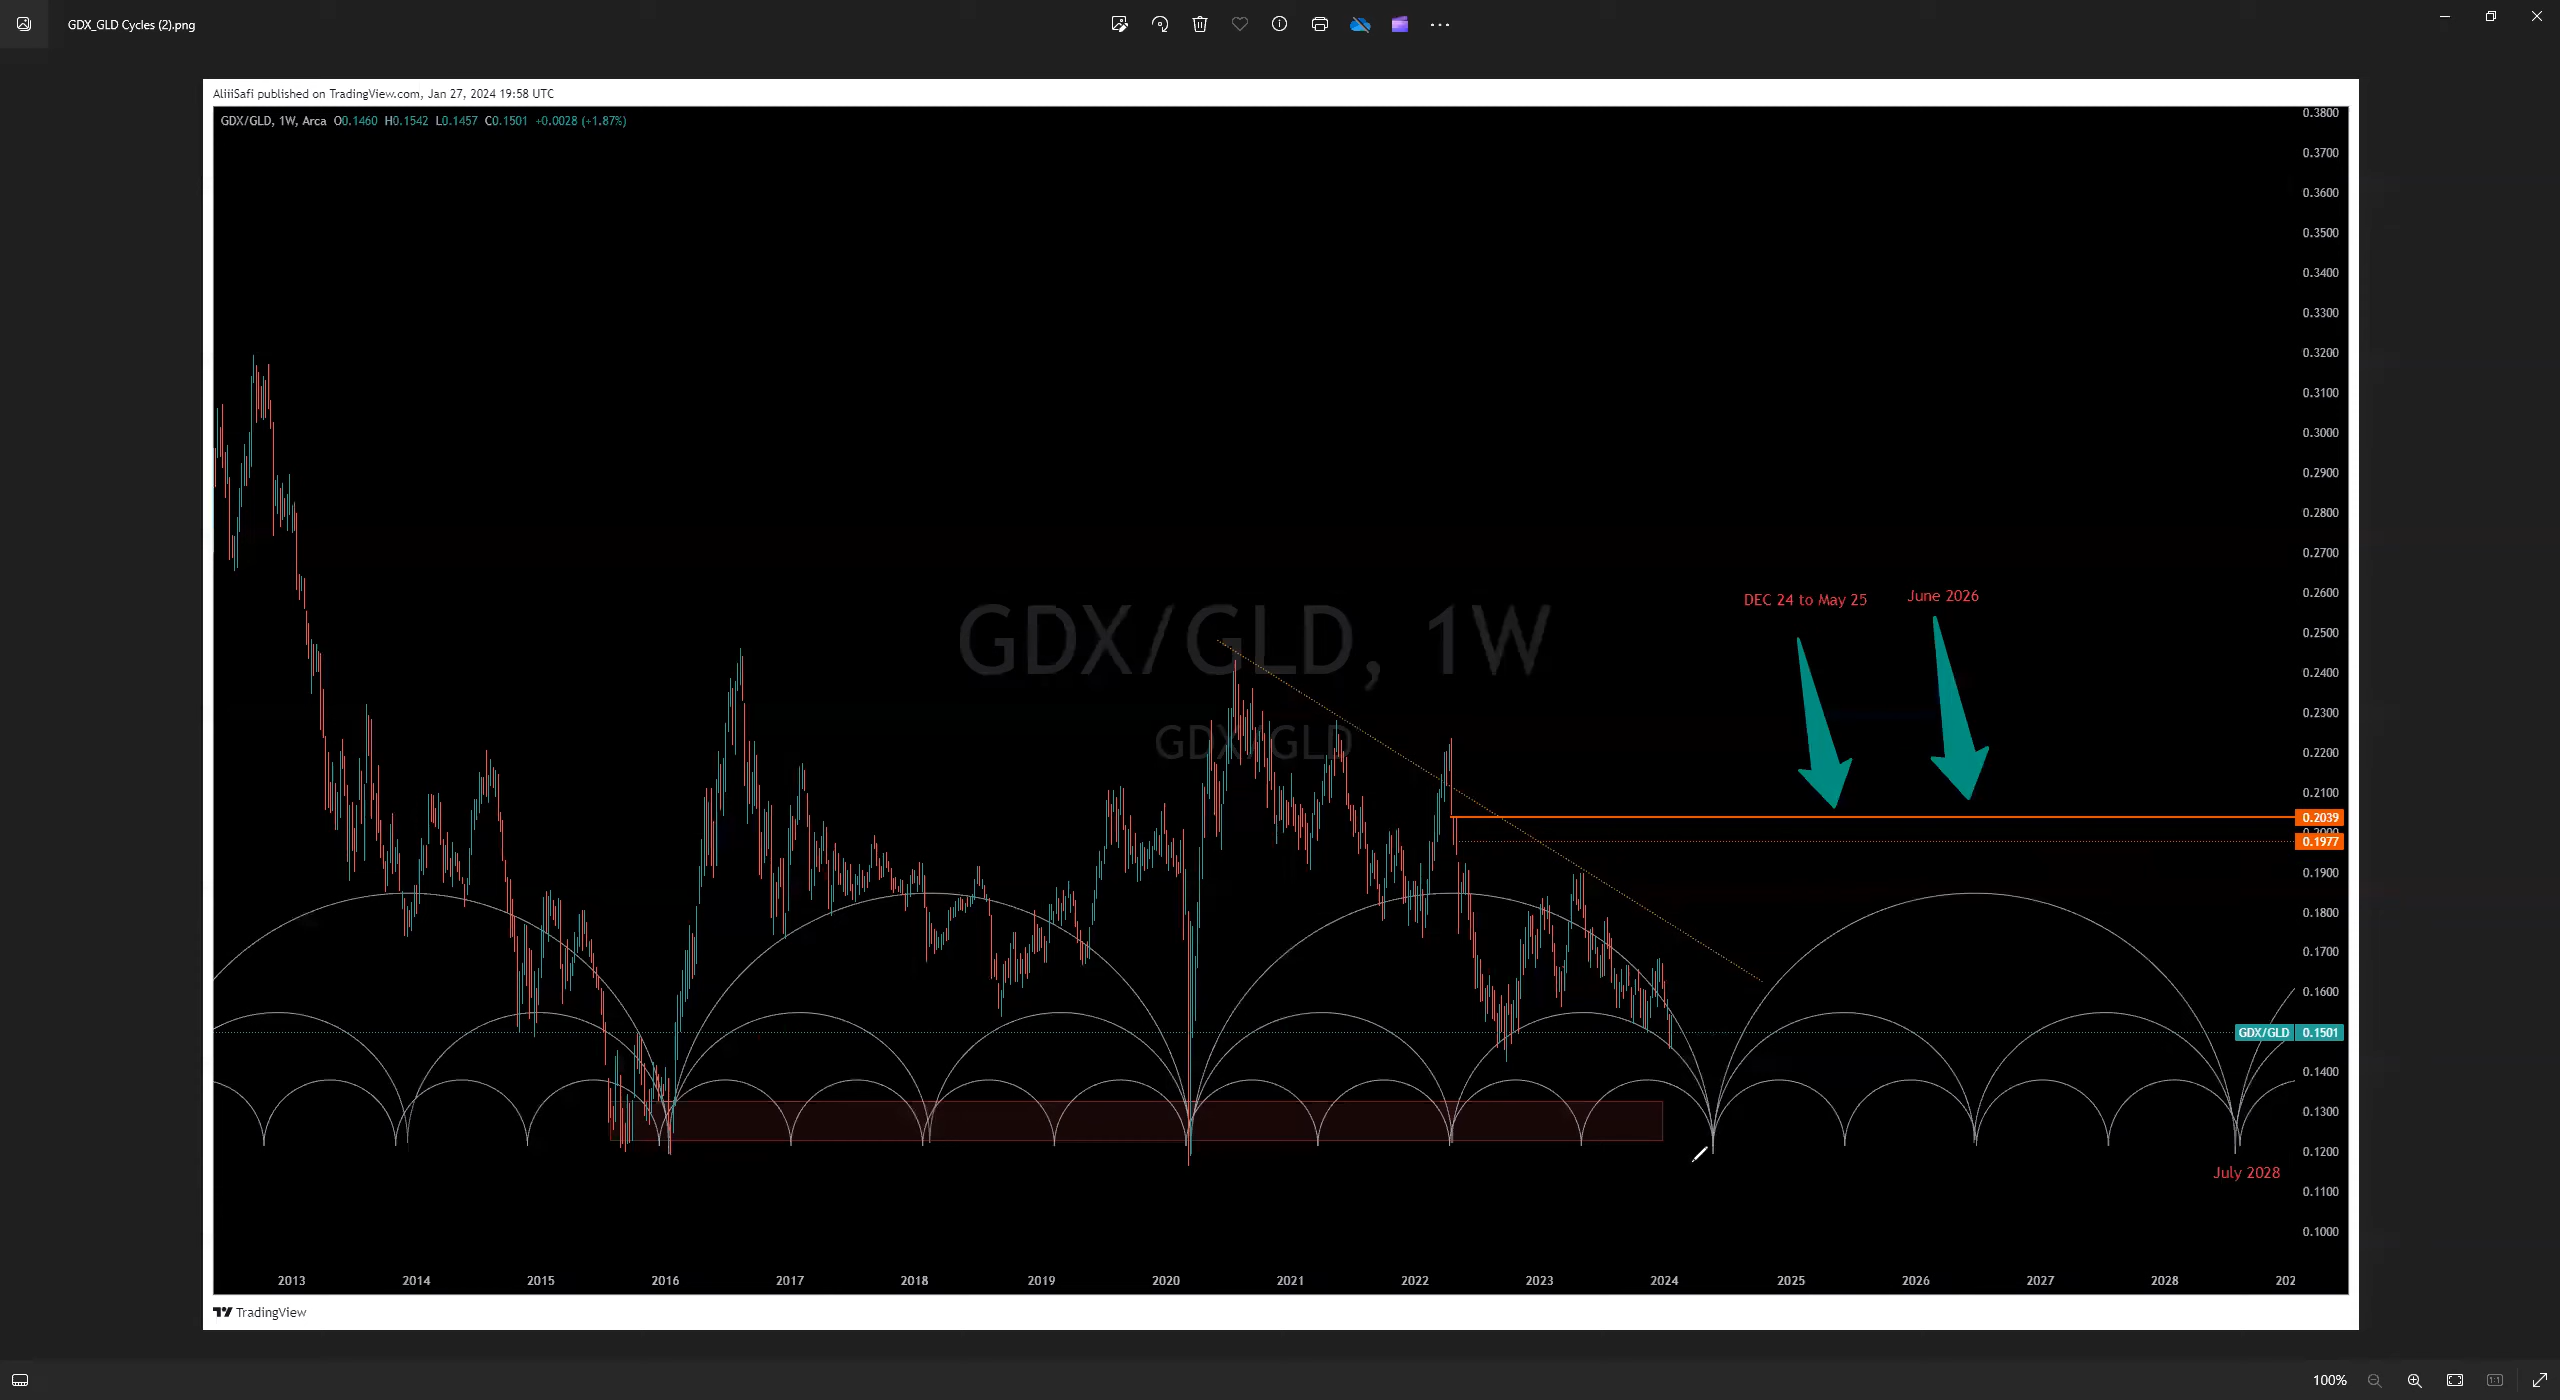 GDX_GLD Cycles (2).png
AliiiSafi published on TradingView.com, Jan 27, 2024 19:58 UTC
GDX/GLD, 1W, Arca O0.1460 H0.1542 L0.1457 C0.1501 +0.0028 (+1.87%)
0.3800
0.3700
0.3600
0.3500
0.3400
0.3300
0.3200
0.3100
0.3000
0.2900
0.2800
0.2700
0.2600
DEC 24 to May 25
June 2026
GDX/GLD, 1W
0.2500
0.2400
0.2300
GDX/GLD
0.2200
0.2100
0.2039
0.2000
0.1977
0.1900
0.1800
0.1700
0.1600
GDX/GLD 0.1501
0.1400
0.1300
0.1200
July 2028
0.1100
0.1000
2013 2014 2015 2016 2017 2018 2019 2020 2021 2022 2023 2024 2025 2026 2027 2028 202
TradingView
100%
1:1